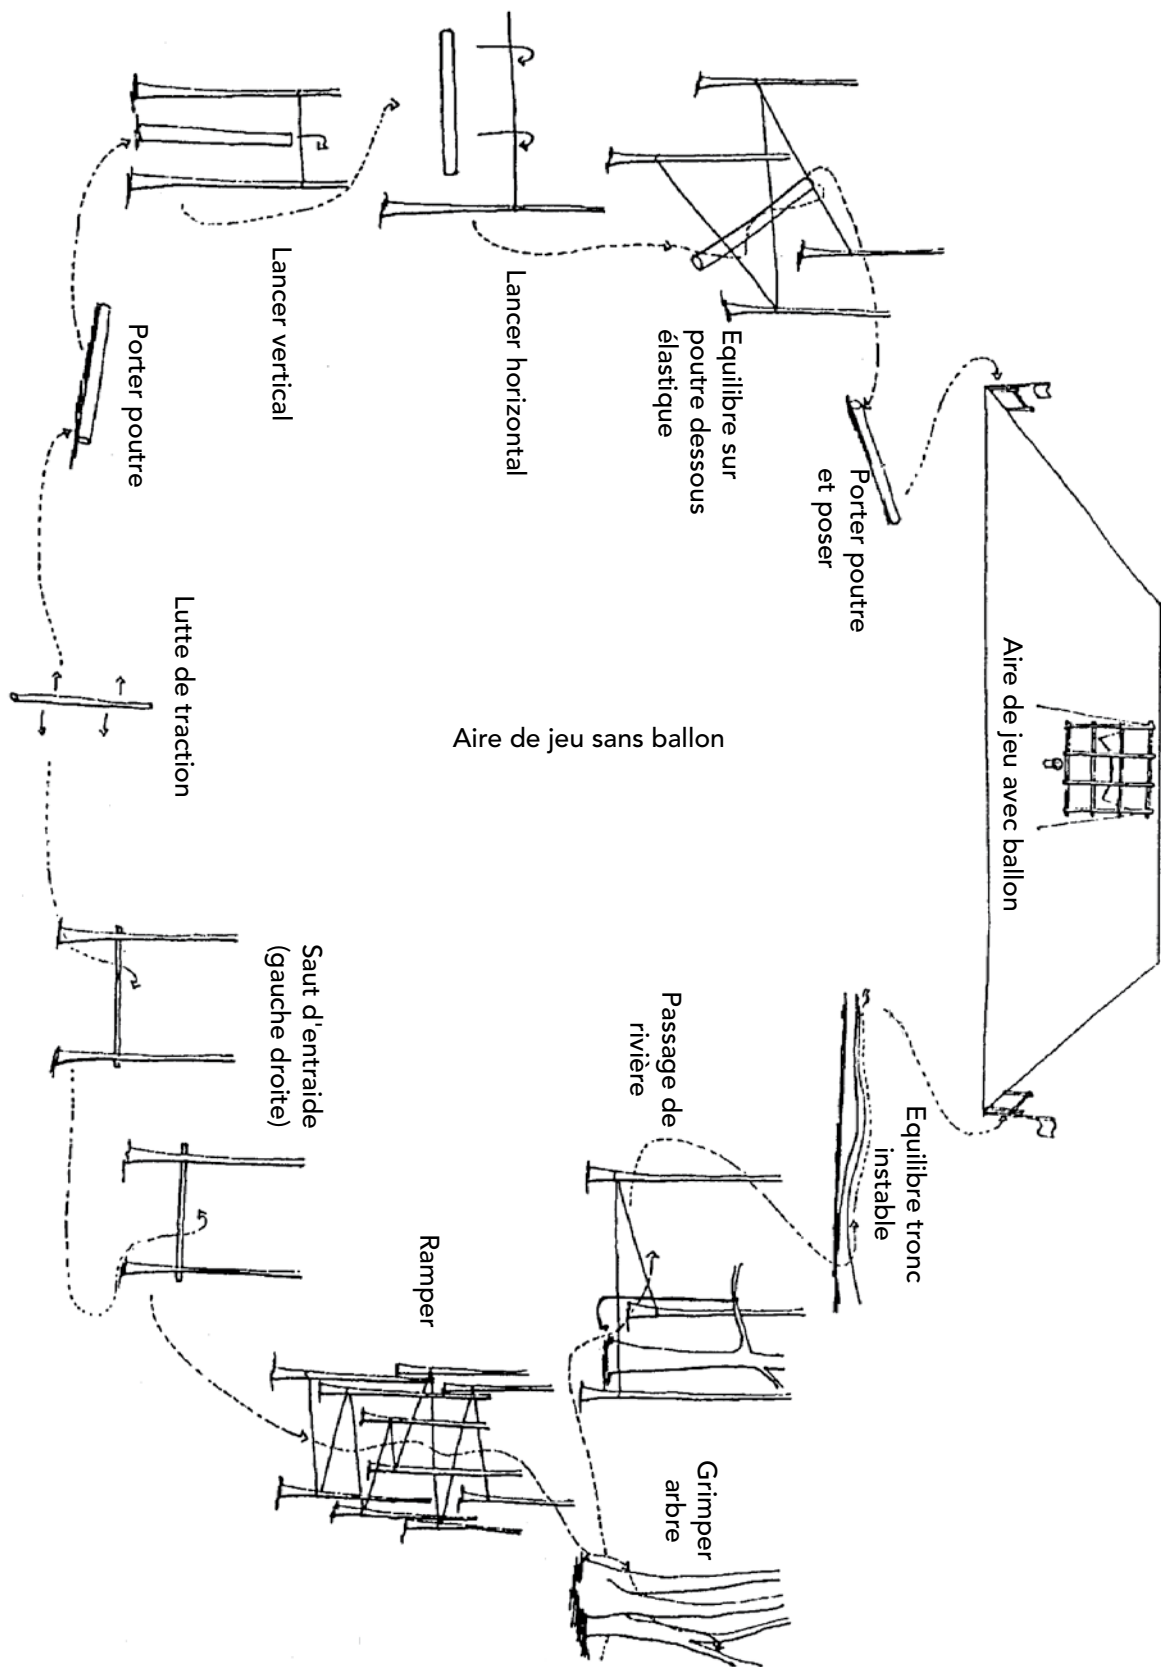 Lancer vertical
Lancer horizontal
Equilibre sur
poutre dessous
élastique
Porter poutre
et poser
Porter poutre
Lutte de traction
Aire de jeu sans ballon
Aire de jeu avec ballon
Saut d'entraide
(gauche droite)
Ramper
Passage de
rivière
Equilibre tronc
instable
Grimper
arbre